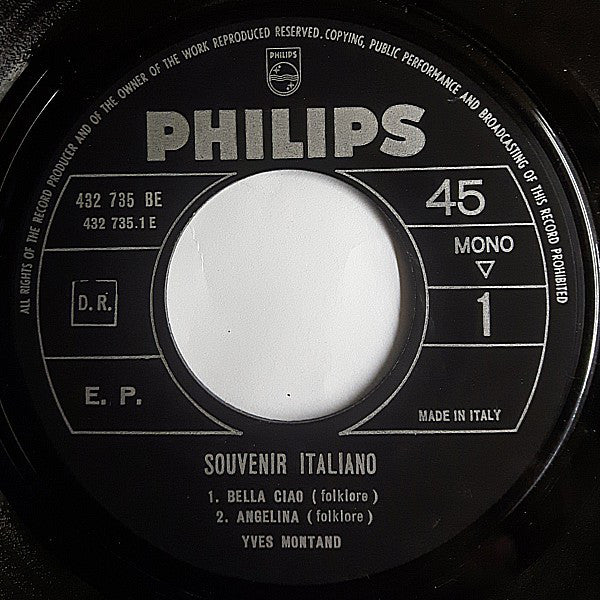 ALL RIGHTS OF THE RECORD PRODUCER AND OF THE OWNER OF THE WORK REPRODUCED RESERVED. COPYING, PUBLIC PERFORMANCE AND BROADCASTING OF THIS RECORD PROHIBITED
PHILIPS
PHILIPS
432 735 BE
432 735.1 E
45
MONO
D.R.
1
E. P.
MADE IN ITALY
SOUVENIR ITALIANO
1. BELLA CIAO (folklore)
2. ANGELINA (folklore)
YVES MONTAND